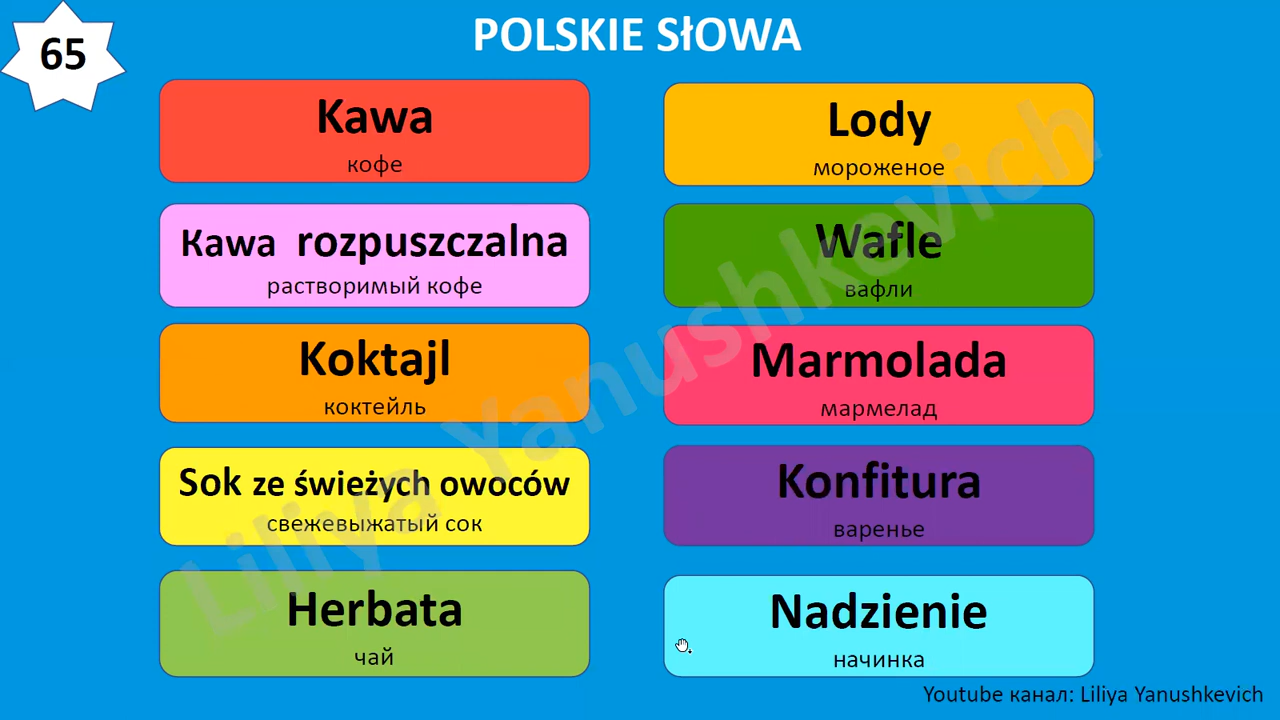 65
POLSKIE SłOWA
Kawa
кофе
Kawa rozpuszczalna
растворимый кофе
Koktajl
коктейль
Sok ze świeżych owoców
свежевыжатый сок
Herbata
чай
Lody
мороженое
Wafle
вафли
Marmolada
мармелад
Konfitura
варенье
Nadzienie
начинка
Liliya Yanushkevich
Youtube канал: Liliya Yanushkevich